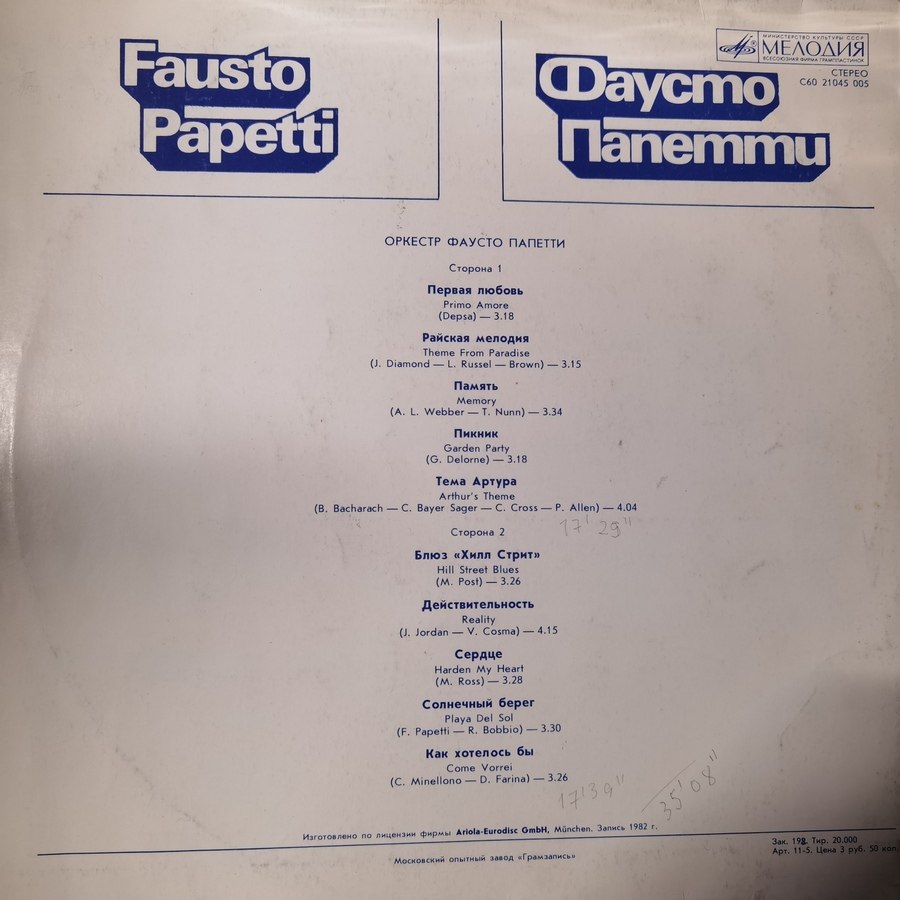 Fausto
Papetti
Фаусто
Папетти
МИНИСТЕРСТВО КУЛЬТУРЫ СССР
МЕЛОДИЯ
ВСЕСОЮЗНАЯ ФИРМА ГРАМПЛАСТИНОК
СТЕРЕО
С60 21045 005
ОРКЕСТР ФАУСТО ПАПЕТТИ
Сторона 1
Первая любовь
Primo Amore
(Depsa) — 3.18
Райская мелодия
Theme From Paradise
(J. Diamond — L. Russel — Brown) — 3.15
Память
Memory
(A. L. Webber — T. Nunn) — 3.34
Пикник
Garden Party
(G. Delorne) — 3.18
Тема Артура
Arthur's Theme
(B. Bacharach — C. Bayer Sager — C. Cross — P. Allen) — 4.04
17' 29"
Сторона 2
Блюз «Хилл Стрит»
Hill Street Blues
(M. Post) — 3.26
Действительность
Reality
(J. Jordan — V. Cosma) — 4.15
Сердце
Harden My Heart
(M. Ross) — 3.28
Солнечный берег
Playa Del Sol
(F. Papetti — R. Bobbio) — 3.30
Как хотелось бы
Come Vorrei
(C. Minellono — D. Farina) — 3.26
17'39"
35'08"
Изготовлено по лицензии фирмы Ariola-Eurodisc GmbH, München. Запись 1982 г.
Московский опытный завод «Грамзапись»
Зак. 198. Тир. 20.000
Арт. 11-5. Цена 3 руб. 50 коп.